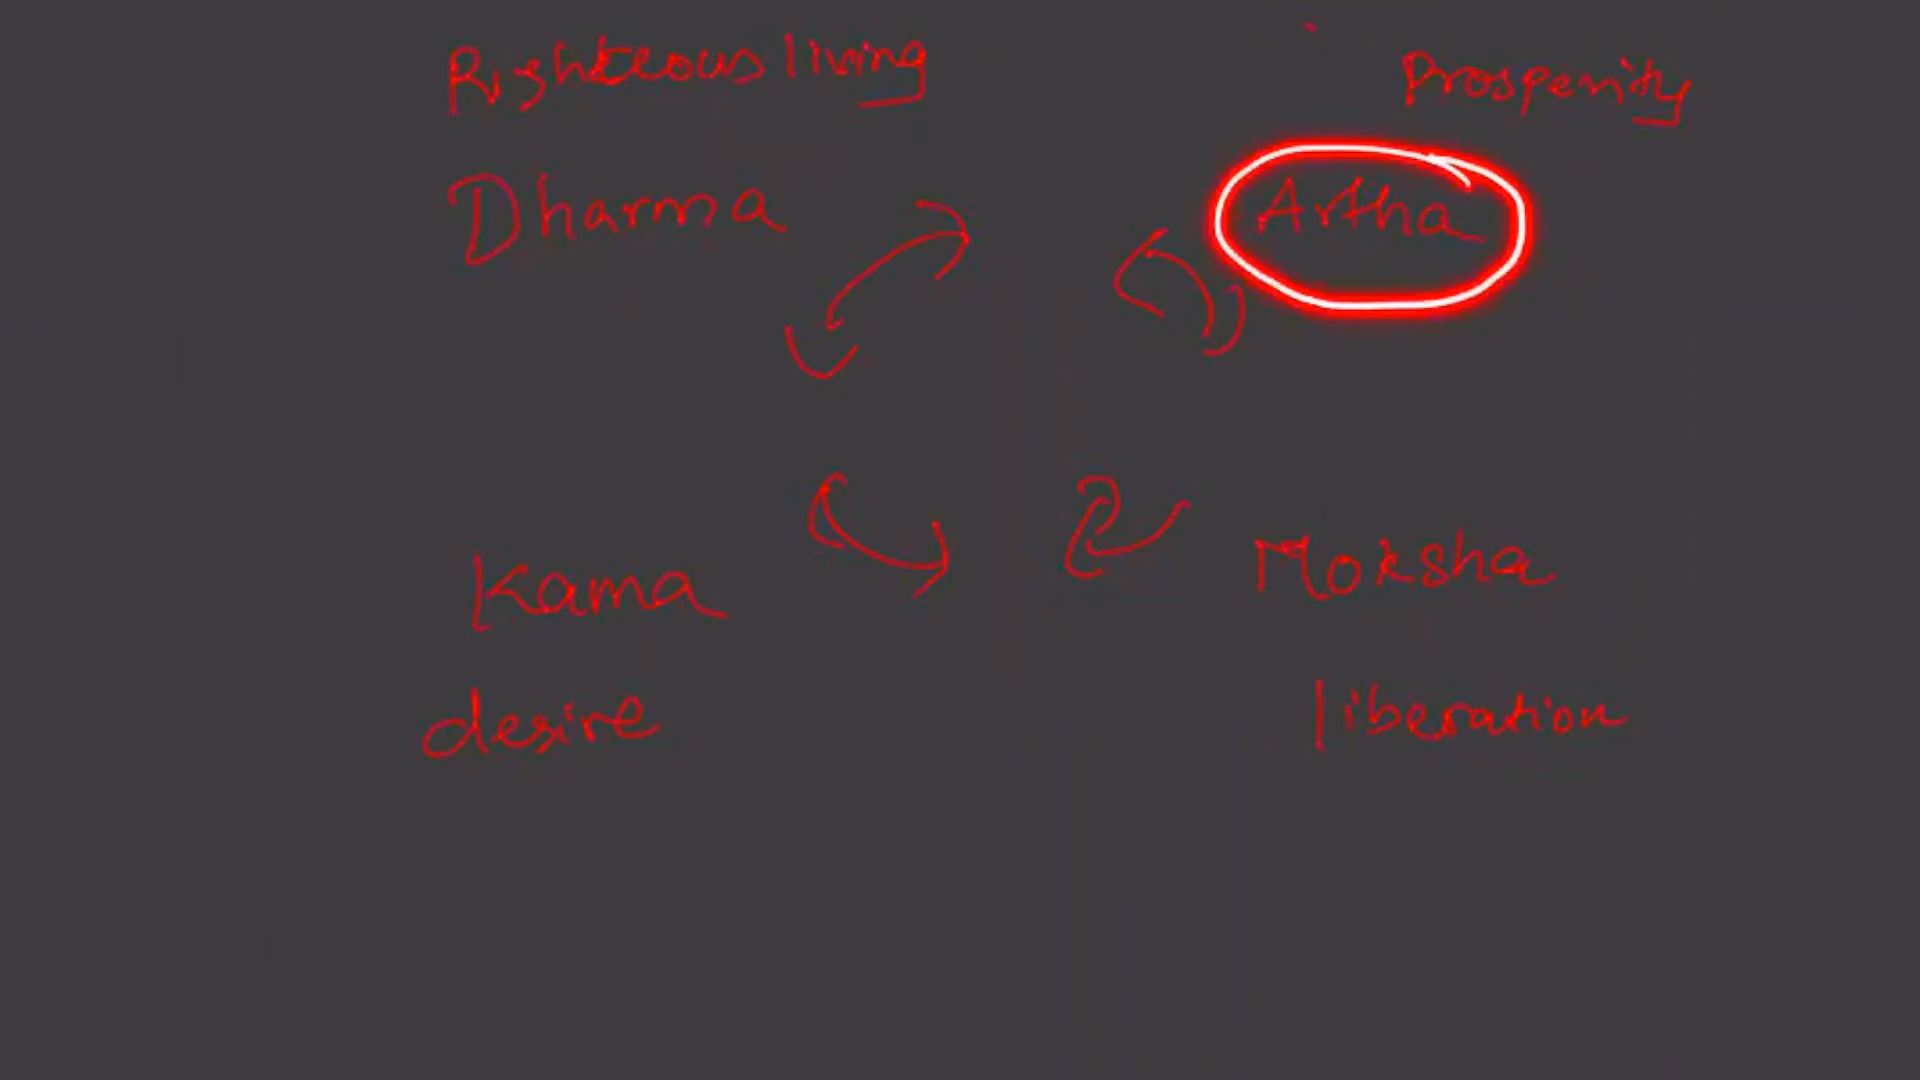 Righteous living
Prosperity
Dharma
Artha
Kama
Moksha
desire
liberation